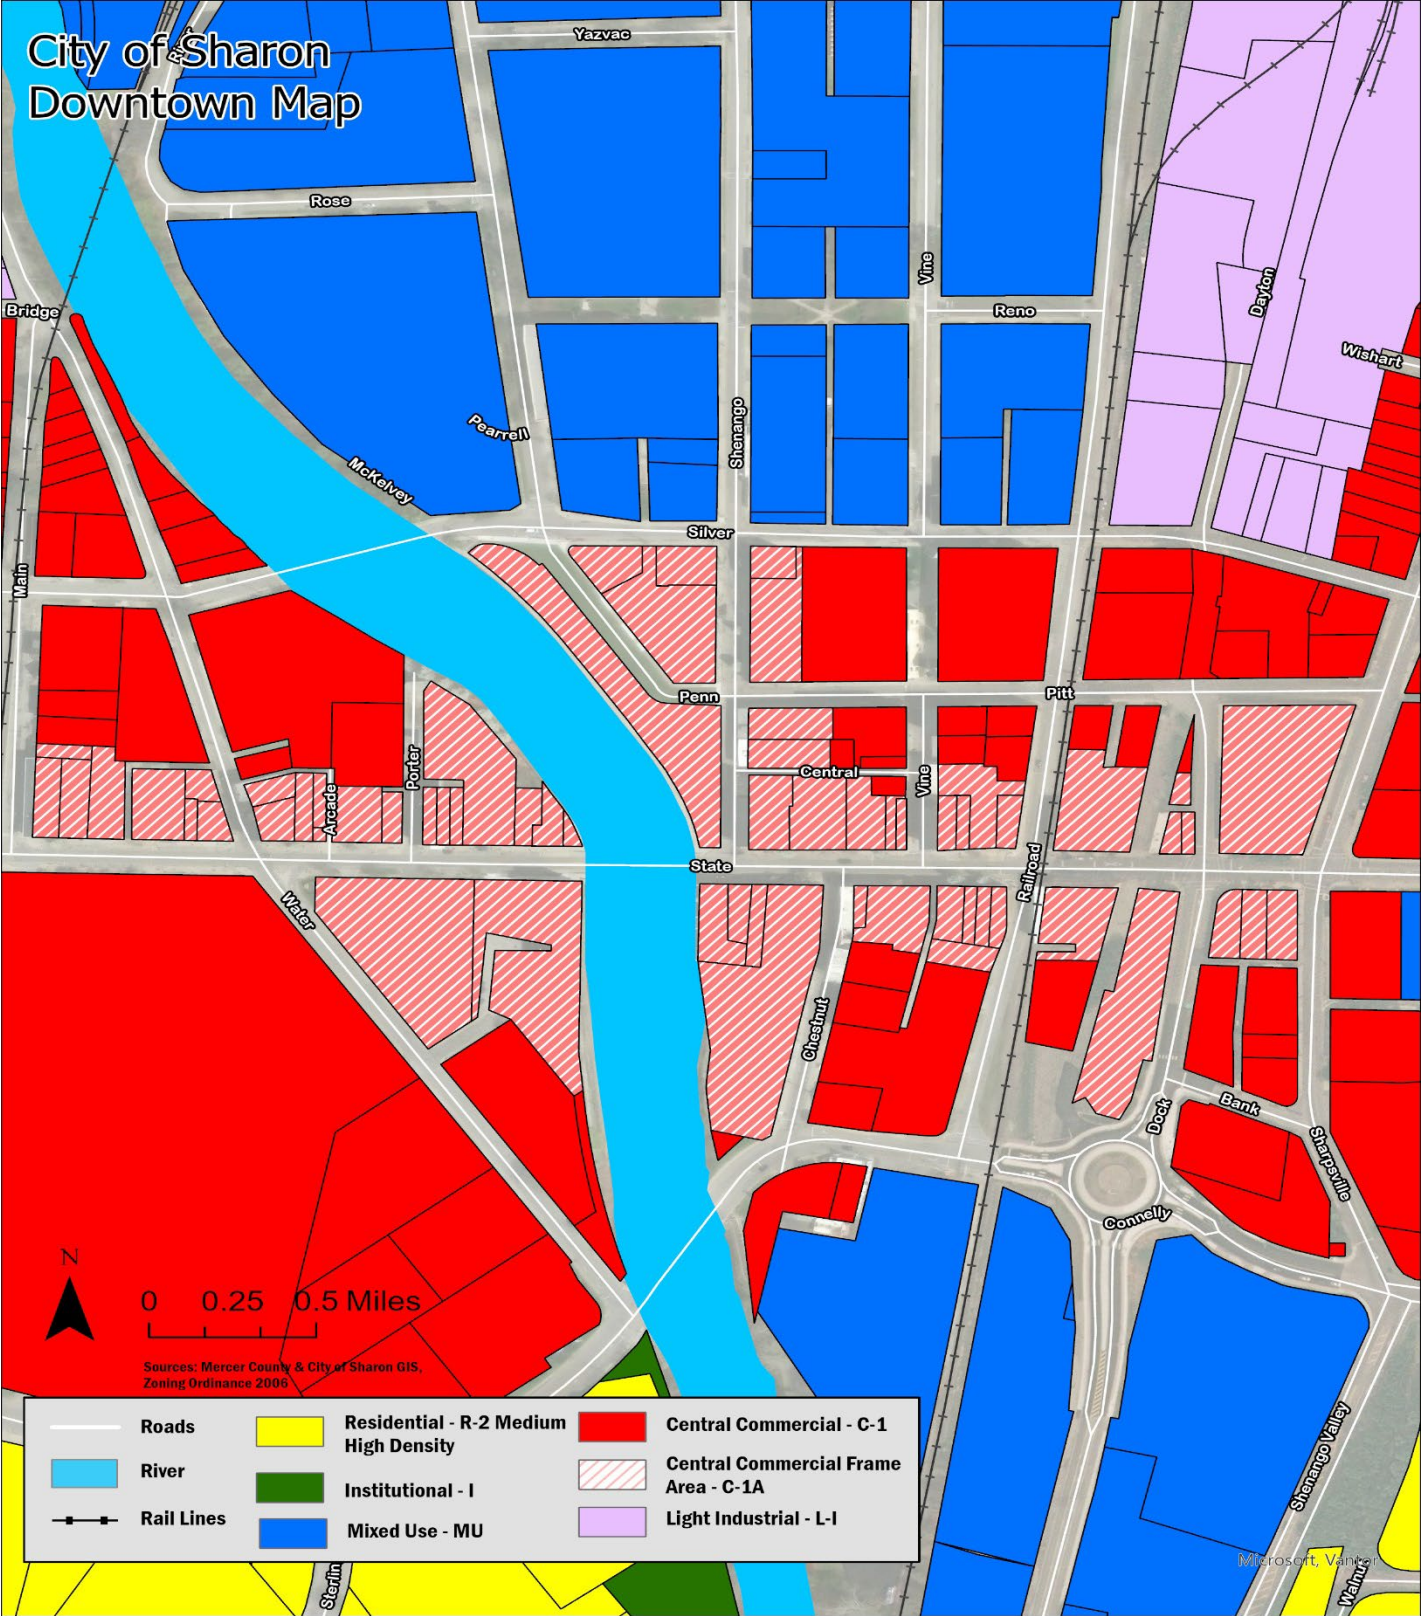 City of Sharon
Downtown Map
River
Yazvac
Rose
Vine
Dayton
Bridge
Reno
Wishart
Pearrell
Shenango
McKelvey
Silver
Main
Penn
Pitt
Porter
Central
Vine
Arcade
State
Railroad
Water
Chestnut
Bank
Dock
Sharpsville
Connelly
N
0 0.25 0.5 Miles
Sources: Mercer County & City of Sharon GIS,
Zoning Ordinance 2006
Roads
River
Rail Lines
Residential - R-2 Medium
High Density
Institutional - I
Mixed Use - MU
Central Commercial - C-1
Central Commercial Frame
Area - C-1A
Light Industrial - L-I
Shenango Valley
Microsoft, Vantor
Sterlin
Walnut